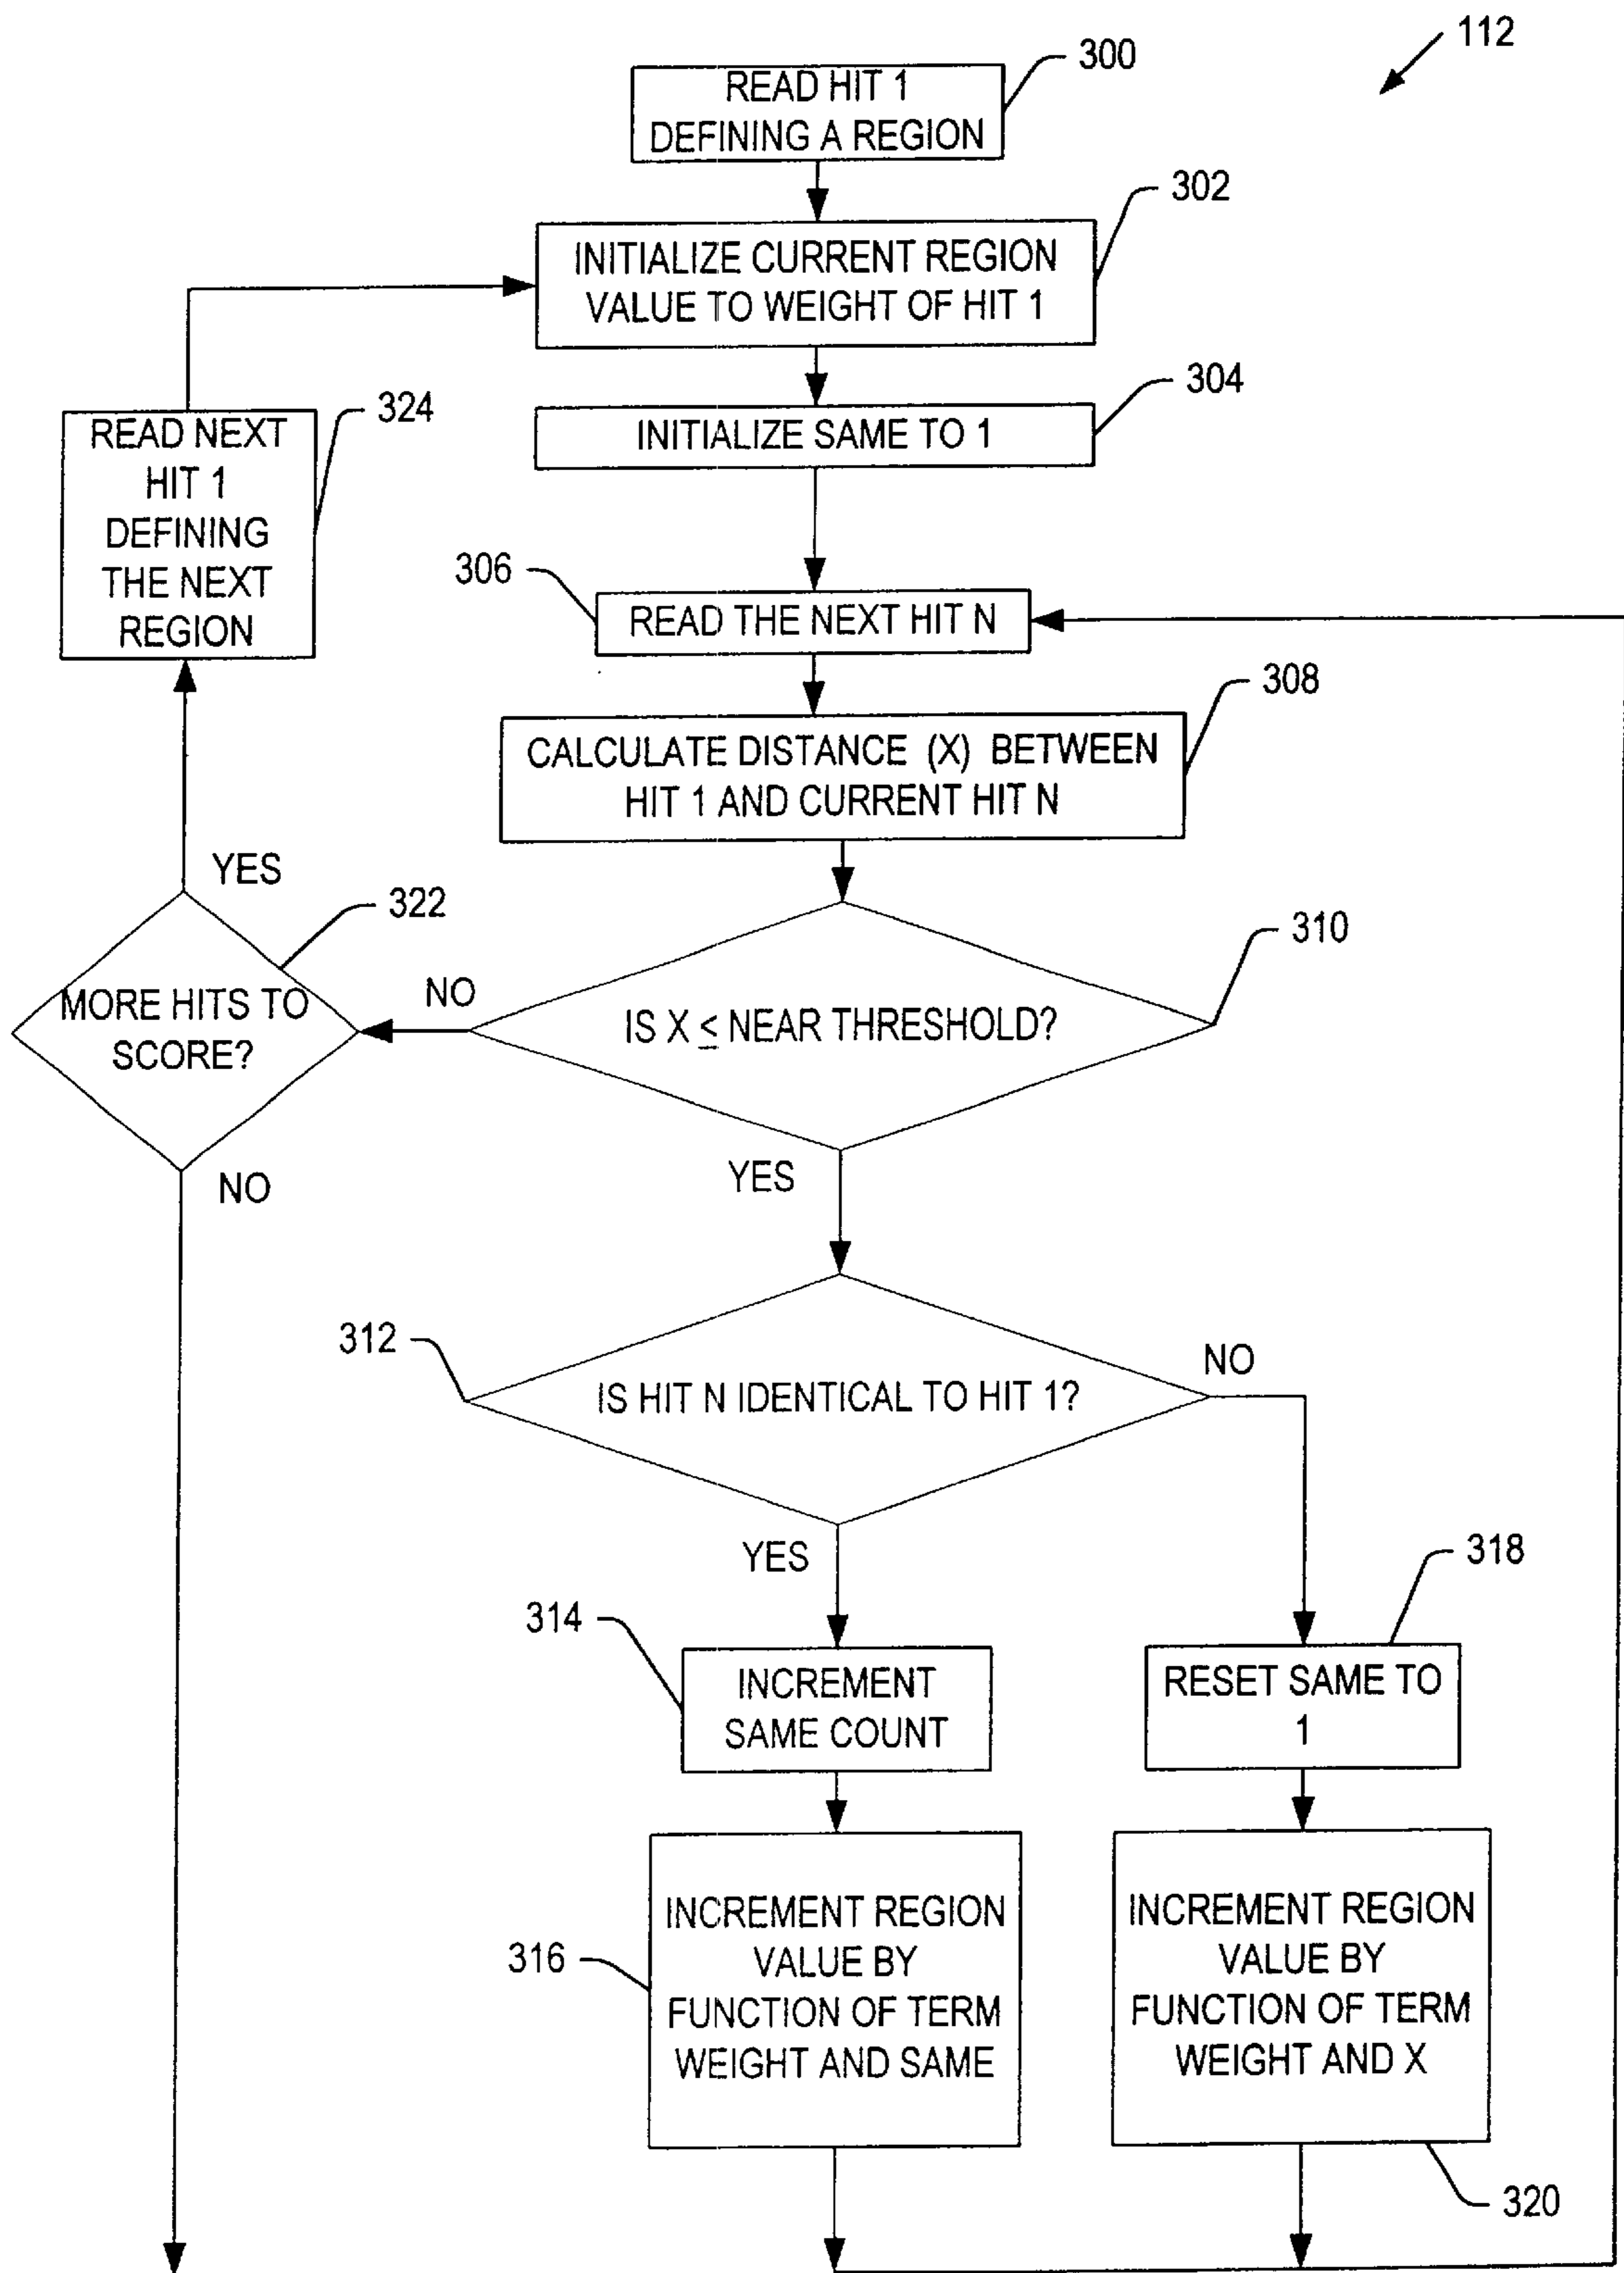 112
300
READ HIT 1
DEFINING A REGION
302
INITIALIZE CURRENT REGION
VALUE TO WEIGHT OF HIT 1
304
INITIALIZE SAME TO 1
324
READ NEXT
HIT 1
DEFINING
THE NEXT
REGION
306
READ THE NEXT HIT N
308
CALCULATE DISTANCE (X) BETWEEN
HIT 1 AND CURRENT HIT N
YES
322
MORE HITS TO
SCORE?
NO
NO
310
IS X ≤ NEAR THRESHOLD?
YES
312
IS HIT N IDENTICAL TO HIT 1?
NO
YES
314
INCREMENT
SAME COUNT
318
RESET SAME TO
1
316
INCREMENT REGION
VALUE BY
FUNCTION OF TERM
WEIGHT AND SAME
INCREMENT REGION
VALUE BY
FUNCTION OF TERM
WEIGHT AND X
320